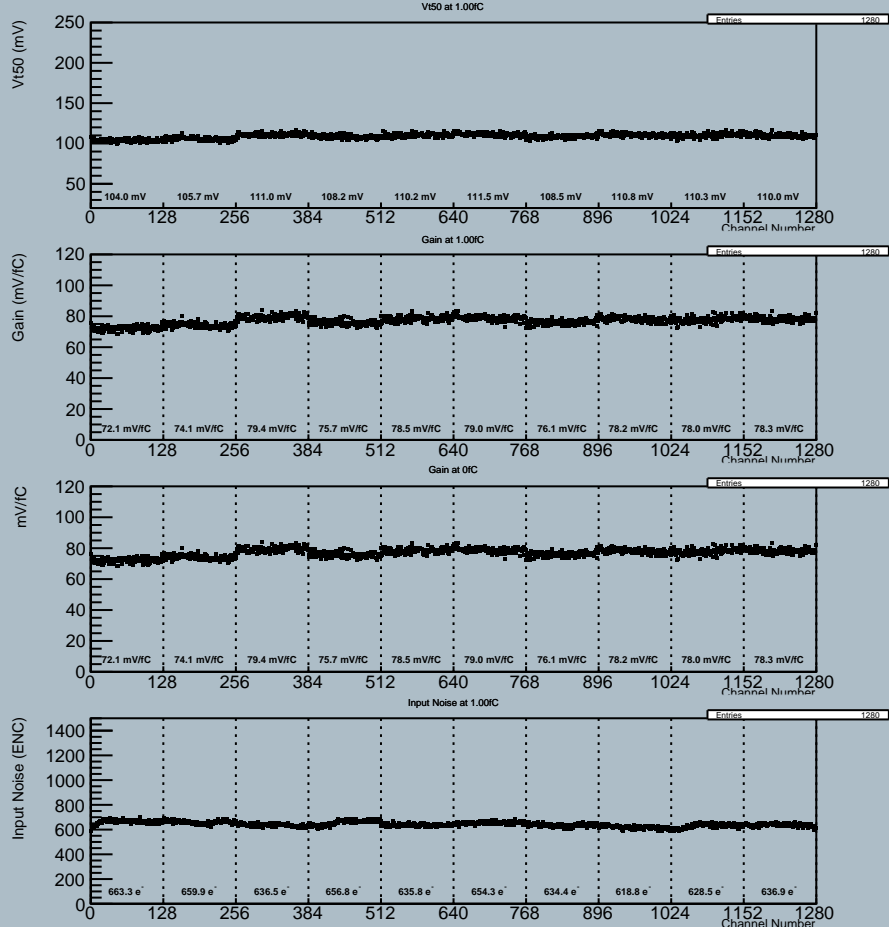 Vt50 at 1.00fC
Entries 1280
Vt50 (mV)
250
200
150
100
50
104.0 mV 105.7 mV 111.0 mV 108.2 mV 110.2 mV 111.5 mV 108.5 mV 110.8 mV 110.3 mV 110.0 mV
0 128 256 384 512 640 768 896 1024 1152 1280
Channel Number
Gain at 1.00fC
Entries 1280
Gain (mV/fC)
120
100
80
60
40
20
0
72.1 mV/fC 74.1 mV/fC 79.4 mV/fC 75.7 mV/fC 78.5 mV/fC 79.0 mV/fC 76.1 mV/fC 78.2 mV/fC 78.0 mV/fC 78.3 mV/fC
0 128 256 384 512 640 768 896 1024 1152 1280
Channel Number
Gain at 0fC
Entries 1280
mV/fC
120
100
80
60
40
20
0
72.1 mV/fC 74.1 mV/fC 79.4 mV/fC 75.7 mV/fC 78.5 mV/fC 79.0 mV/fC 76.1 mV/fC 78.2 mV/fC 78.0 mV/fC 78.3 mV/fC
0 128 256 384 512 640 768 896 1024 1152 1280
Channel Number
Input Noise at 1.00fC
Entries 1280
Input Noise (ENC)
1400
1200
1000
800
600
400
200
0
663.3 e⁻ 659.9 e⁻ 636.5 e⁻ 656.8 e⁻ 635.8 e⁻ 654.3 e⁻ 634.4 e⁻ 618.8 e⁻ 628.5 e⁻ 636.9 e⁻
0 128 256 384 512 640 768 896 1024 1152 1280
Channel Number